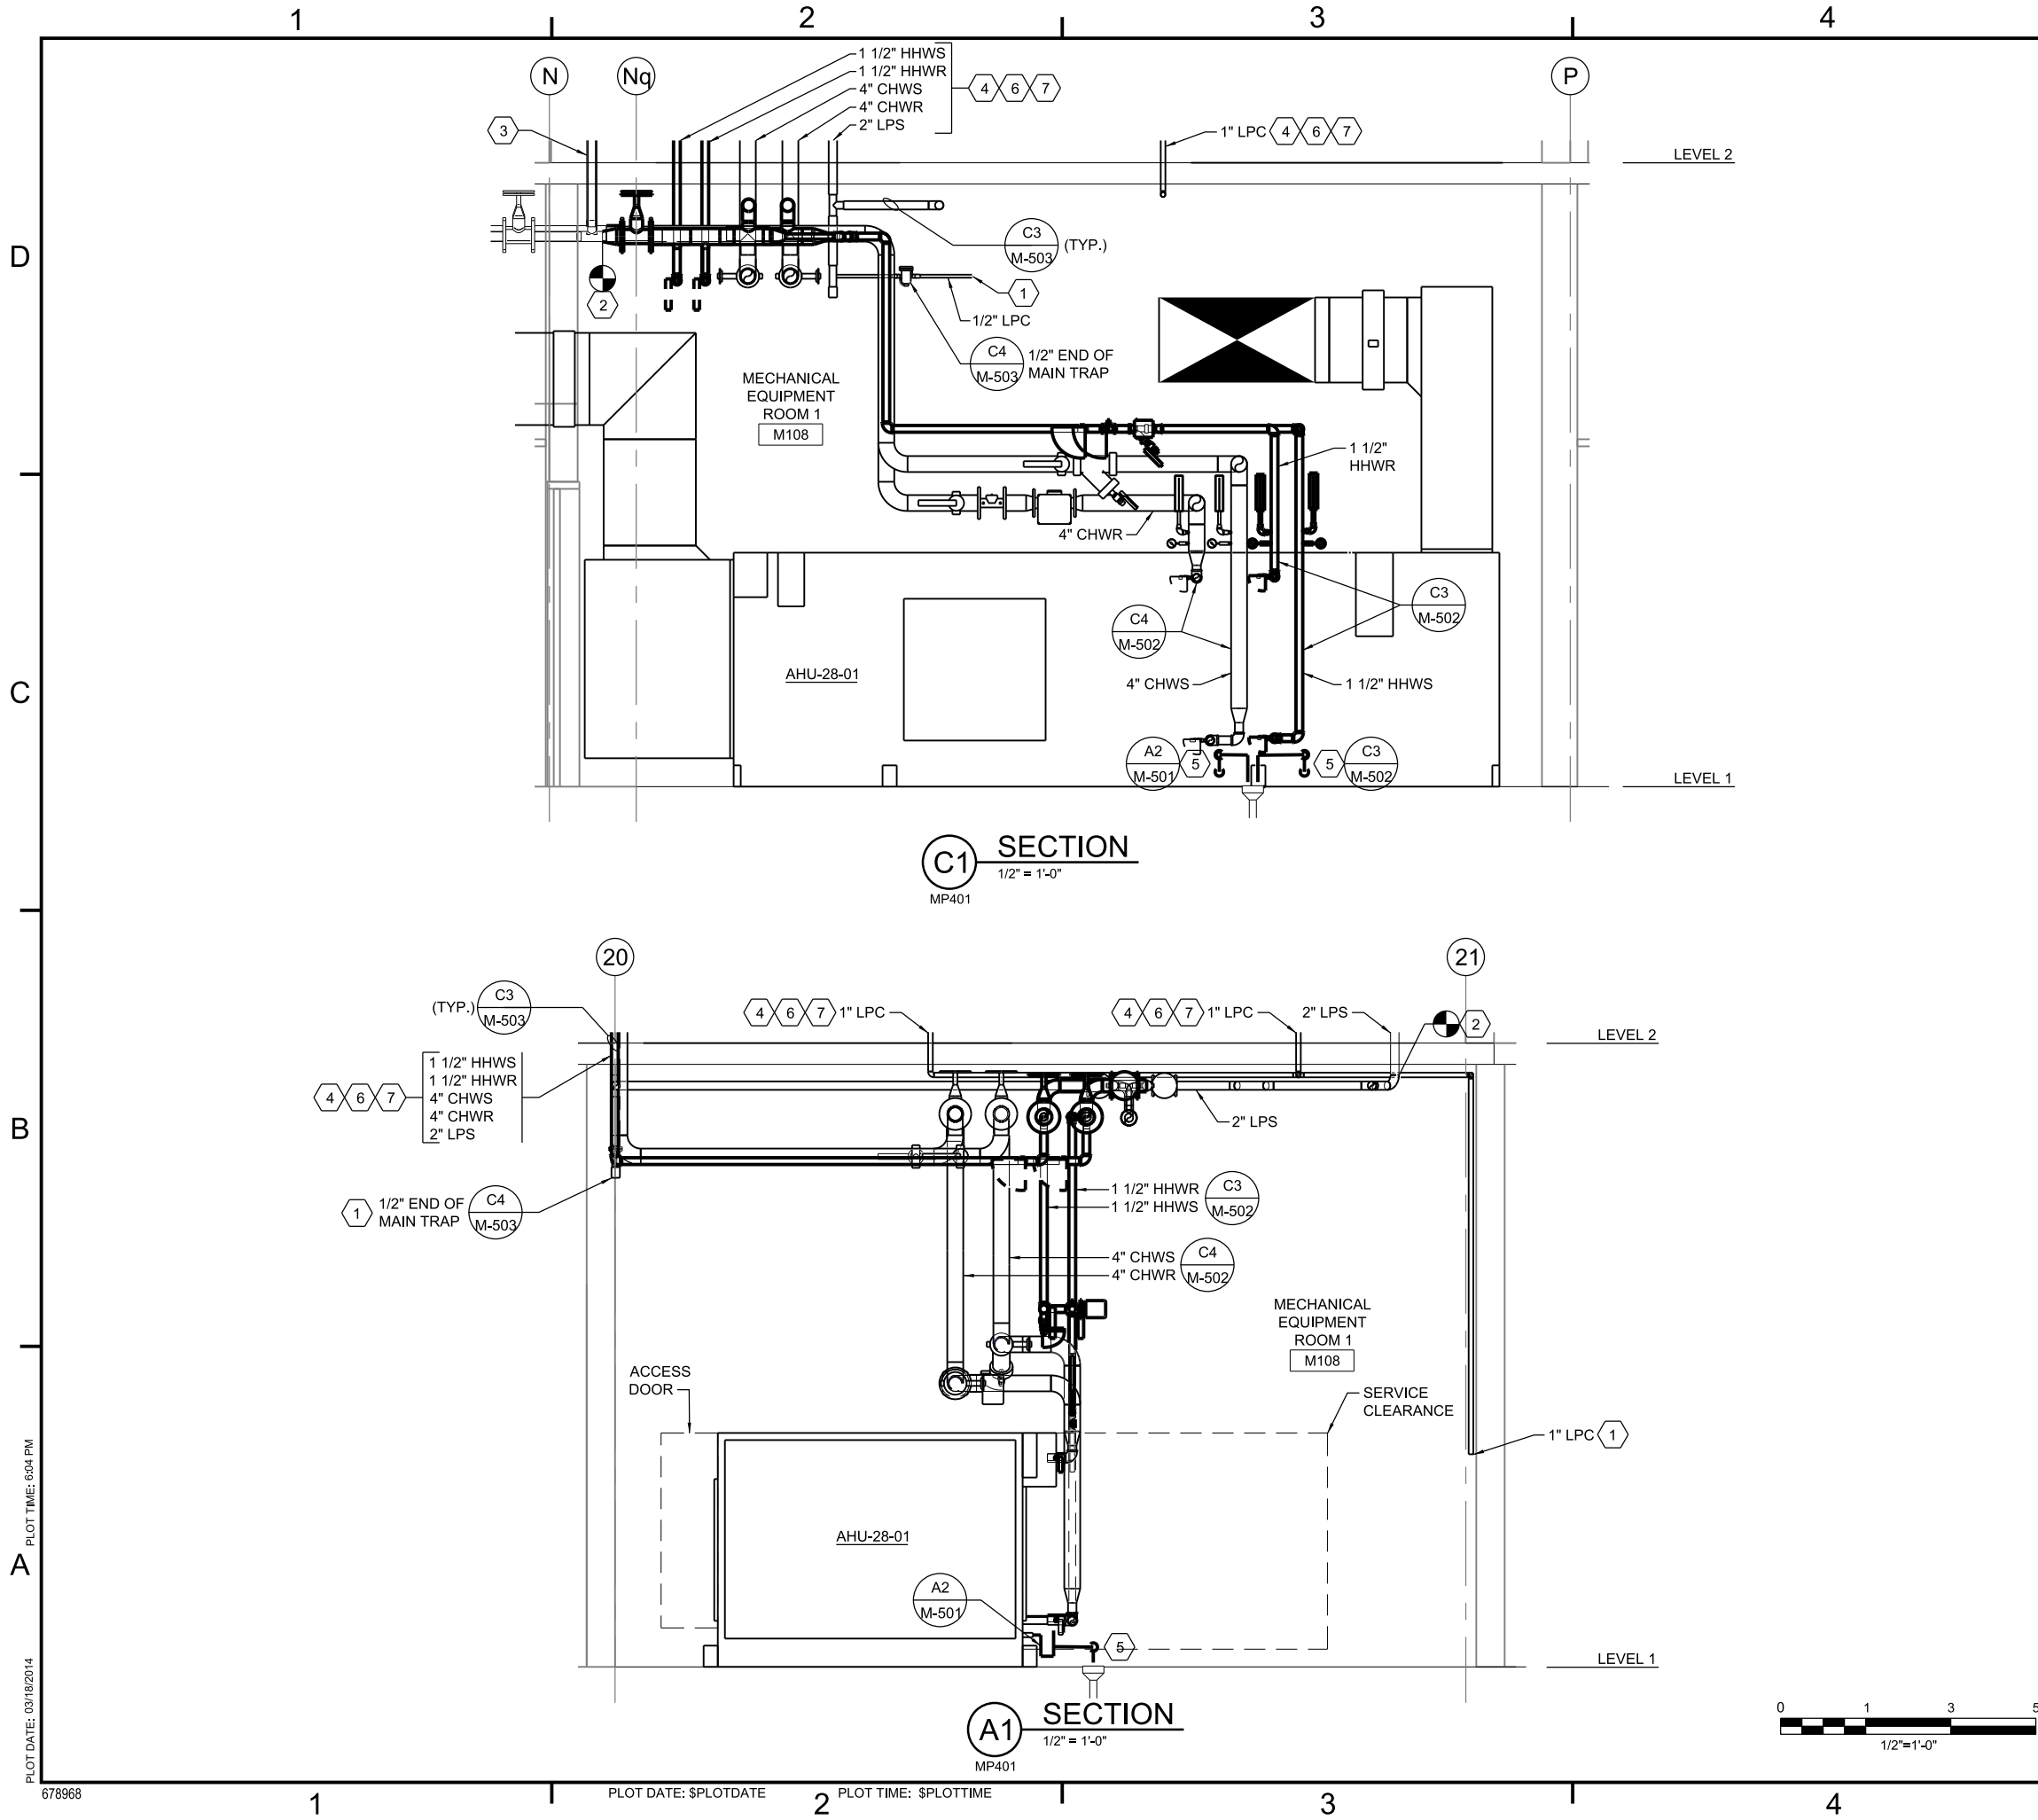 1
2
3
4
N
Nq
P
1 1/2" HHWS
1 1/2" HHWR
4" CHWS
4" CHWR
2" LPS
4 6 7
3
1" LPC 4 6 7
LEVEL 2
D
C3
M-503
(TYP.)
2
1
1/2" LPC
C4
M-503
1/2" END OF
MAIN TRAP
MECHANICAL
EQUIPMENT
ROOM 1
M108
1 1/2"
HHWR
4" CHWR
C3
M-502
C4
M-502
C
AHU-28-01
4" CHWS
1 1/2" HHWS
A2
M-501
5
5
C3
M-502
LEVEL 1
C1
SECTION
1/2" = 1'-0"
MP401
20
21
(TYP.)
C3
M-503
4 6 7 1" LPC
4 6 7 1" LPC
2" LPS
2
LEVEL 2
4 6 7
1 1/2" HHWS
1 1/2" HHWR
4" CHWS
4" CHWR
2" LPS
B
2" LPS
1
1/2" END OF
MAIN TRAP
C4
M-503
1 1/2" HHWR
1 1/2" HHWS
C3
M-502
4" CHWS
4" CHWR
C4
M-502
MECHANICAL
EQUIPMENT
ROOM 1
M108
ACCESS
DOOR
SERVICE
CLEARANCE
1" LPC 1
A
AHU-28-01
A2
M-501
5
LEVEL 1
A1
SECTION
1/2" = 1'-0"
MP401
0 1 3 5
1/2"=1'-0"
PLOT TIME: 6:04 PM
PLOT DATE: 03/18/2014
678968
PLOT DATE: $PLOTDATE
PLOT TIME: $PLOTTIME
1
2
3
4